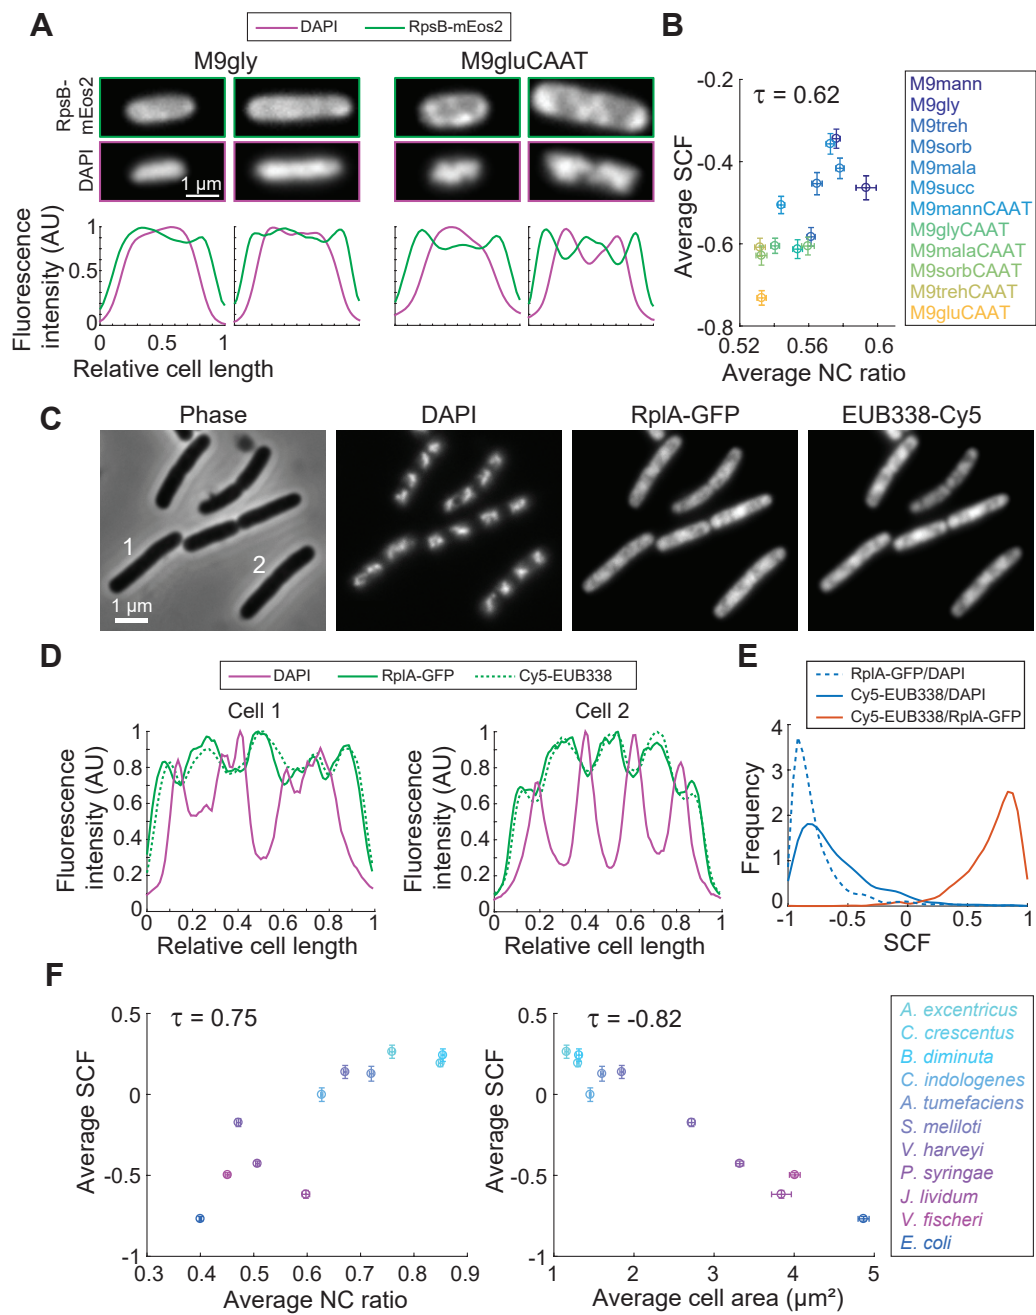 A
DAPI
RpsB-mEos2
M9gly
M9gluCAAT
RpsB-
mEos2
DAPI
1 µm
Fluorescence
intensity (AU)
1
0.5
0
0
0.5
1
Relative cell length
B
τ = 0.62
Average SCF
-0.2
-0.4
-0.6
-0.8
0.52
0.56
0.6
Average NC ratio
M9mann
M9gly
M9treh
M9sorb
M9mala
M9succ
M9mannCAAT
M9glyCAAT
M9malaCAAT
M9sorbCAAT
M9trehCAAT
M9gluCAAT
C
Phase
DAPI
RplA-GFP
EUB338-Cy5
1
2
1 µm
D
DAPI
RplA-GFP
Cy5-EUB338
Cell 1
Fluorescence
intensity (AU)
1
0.8
0.6
0.4
0.2
0
0
0.2
0.4
0.6
0.8
1
Relative cell length
Cell 2
Fluorescence
intensity (AU)
1
0.8
0.6
0.4
0.2
0
0
0.2
0.4
0.6
0.8
1
Relative cell length
E
RplA-GFP/DAPI
Cy5-EUB338/DAPI
Cy5-EUB338/RplA-GFP
Frequency
4
3
2
1
0
-1
-0.5
0
0.5
1
SCF
F
τ = 0.75
Average SCF
0.5
0
-0.5
-1
0.3
0.4
0.5
0.6
0.7
0.8
0.9
Average NC ratio
τ = -0.82
Average SCF
0.5
0
-0.5
-1
1
2
3
4
5
Average cell area (µm²)
A. excentricus
C. crescentus
B. diminuta
C. indologenes
A. tumefaciens
S. meliloti
V. harveyi
P. syringae
J. lividum
V. fischeri
E. coli